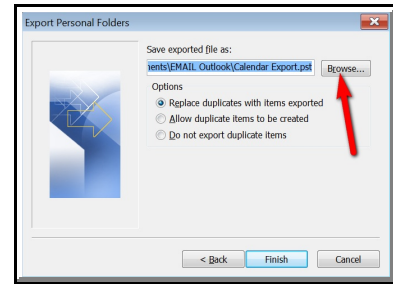 Export Personal Folders
Save exported file as:
nents\EMAIL Outlook\Calendar Export.pst
Browse...
Options
Replace duplicates with items exported
Allow duplicate items to be created
Do not export duplicate items
< Back
Finish
Cancel